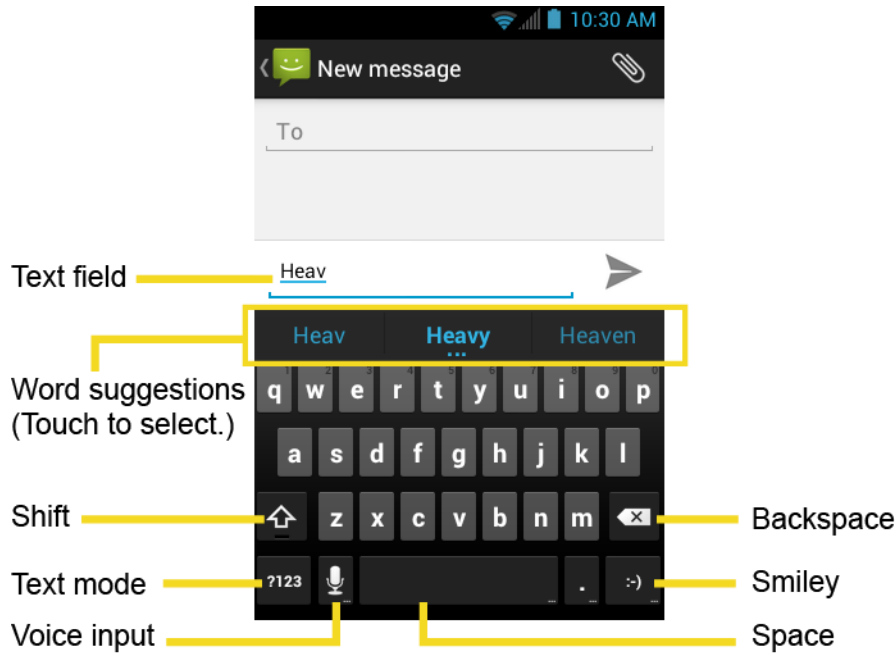 10:30 AM
New message
To
Text field
Heav
Heav Heavy Heaven
Word suggestions
(Touch to select.)
1 2 3 4 5 6 7 8 9 0
q w e r t y u i o p
a s d f g h j k l
Shift
z x c v b n m
Backspace
Text mode
?123
. :-)
Smiley
Voice input
Space